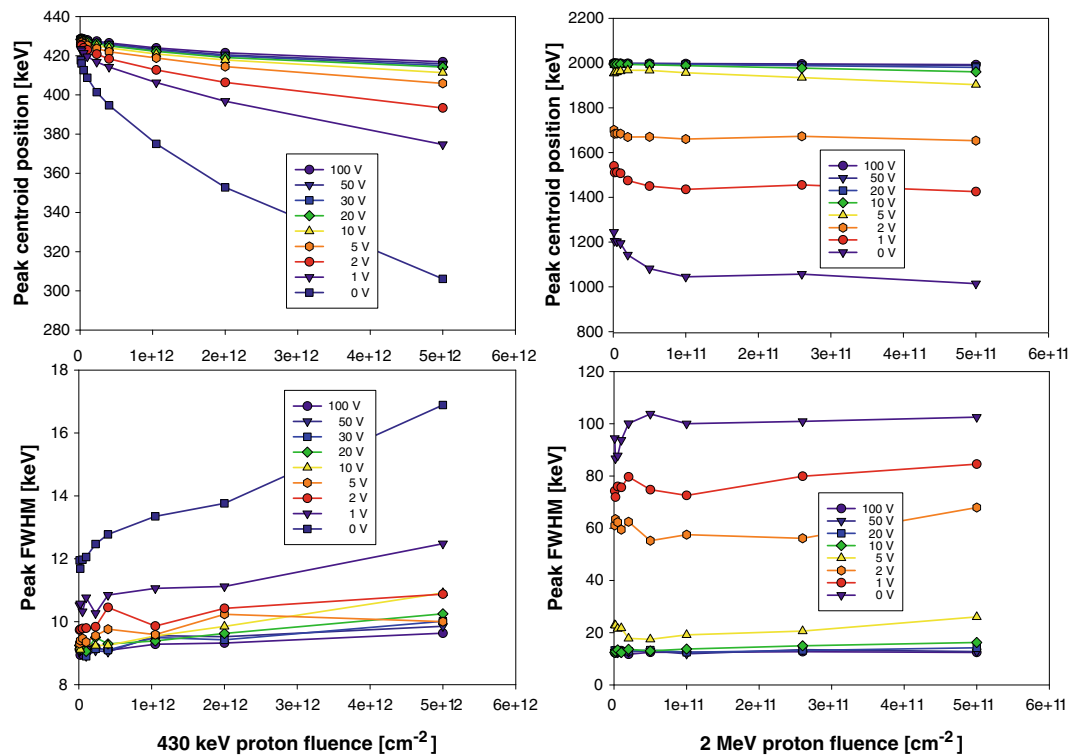 Peak centroid position [keV]
440
420
400
380
360
340
320
300
280
0 1e+12 2e+12 3e+12 4e+12 5e+12 6e+12
100 V
50 V
30 V
20 V
10 V
5 V
2 V
1 V
0 V
Peak centroid position [keV]
2200
2000
1800
1600
1400
1200
1000
800
0 1e+11 2e+11 3e+11 4e+11 5e+11 6e+11
100 V
50 V
20 V
10 V
5 V
2 V
1 V
0 V
Peak FWHM [keV]
18
16
14
12
10
8
0 1e+12 2e+12 3e+12 4e+12 5e+12 6e+12
100 V
50 V
30 V
20 V
10 V
5 V
2 V
1 V
0 V
430 keV proton fluence [cm⁻²]
Peak FWHM [keV]
120
100
80
60
40
20
0
0 1e+11 2e+11 3e+11 4e+11 5e+11 6e+11
100 V
50 V
20 V
10 V
5 V
2 V
1 V
0 V
2 MeV proton fluence [cm⁻²]